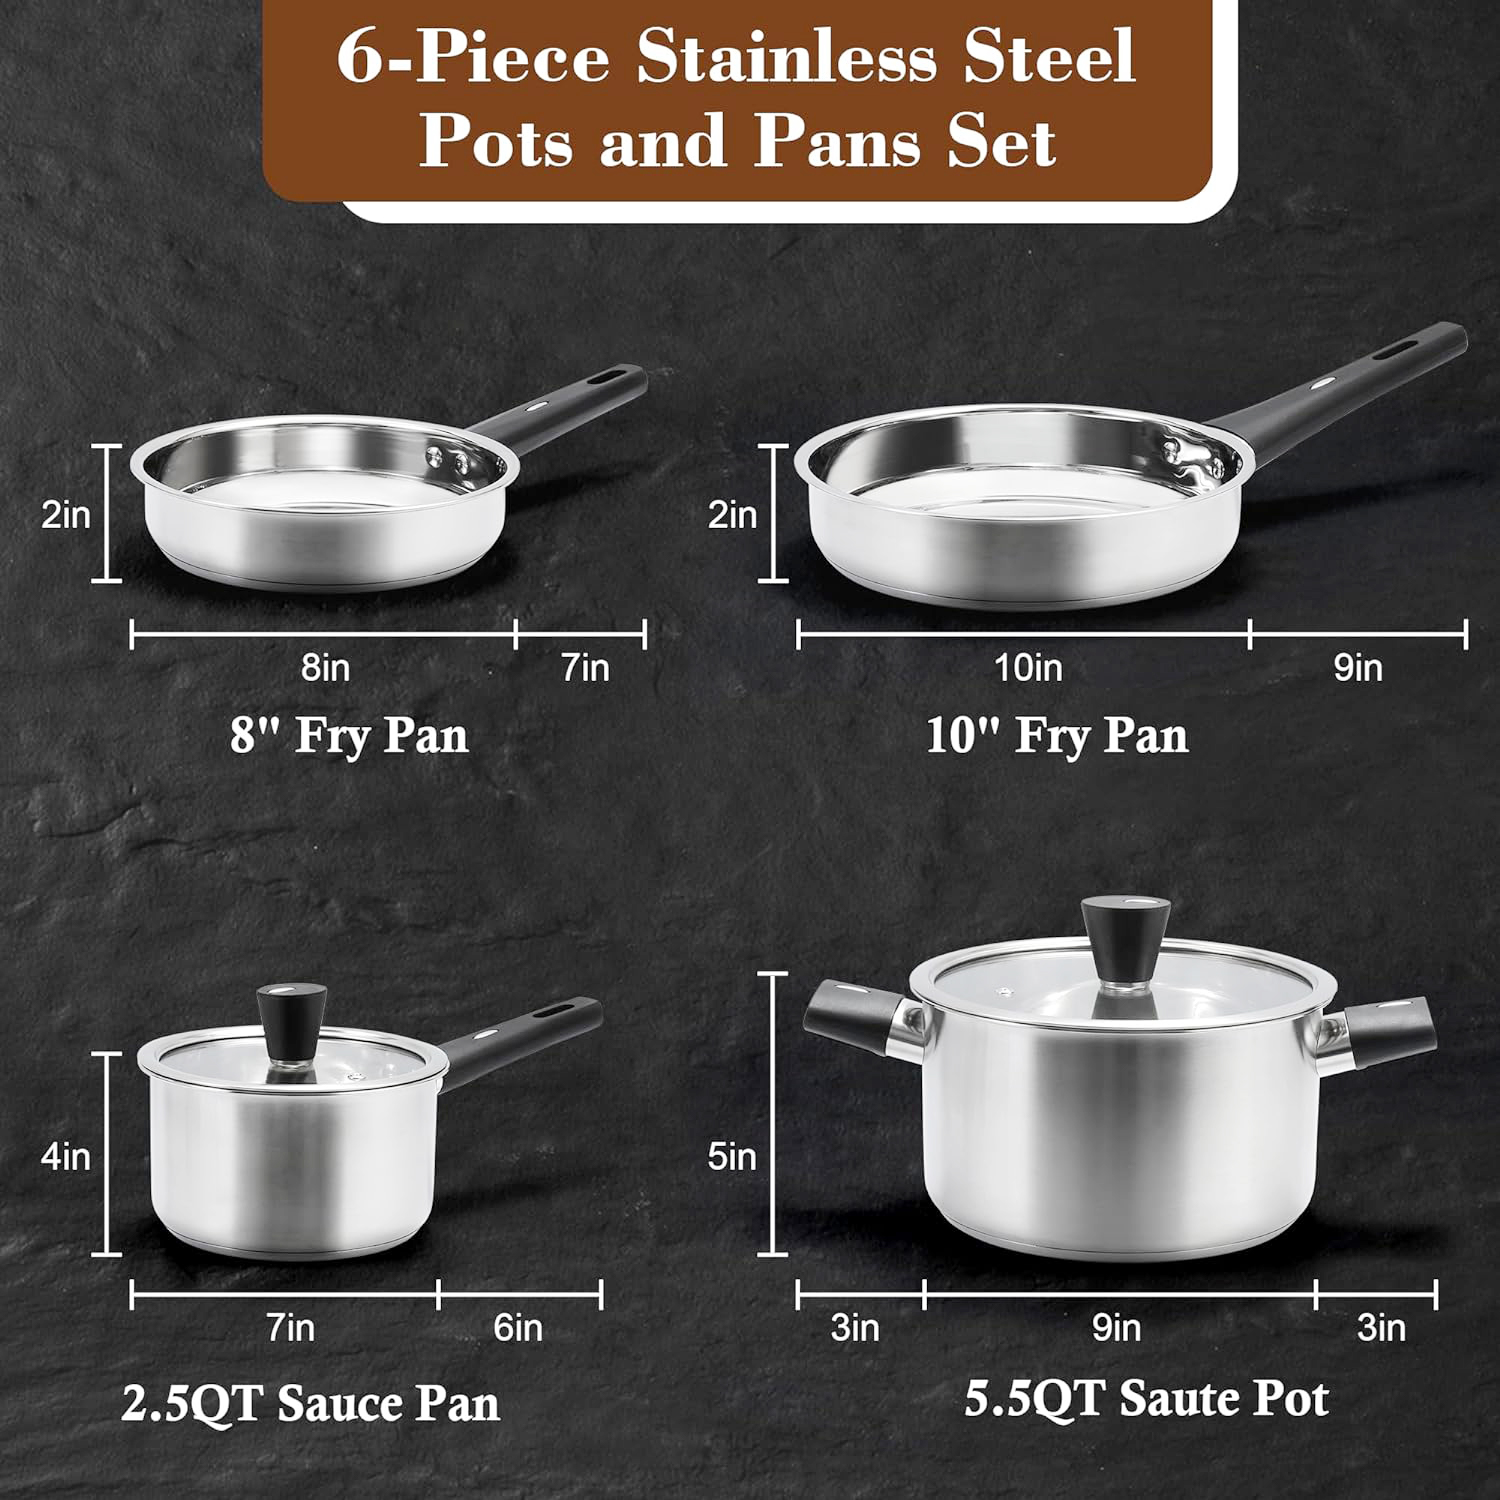 6-Piece Stainless Steel
Pots and Pans Set
2in
8in
7in
8" Fry Pan
2in
10in
9in
10" Fry Pan
4in
7in
6in
2.5QT Sauce Pan
5in
3in
9in
3in
5.5QT Saute Pot